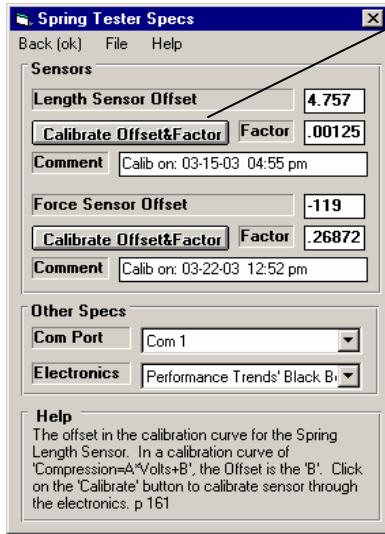 Spring Tester Specs
Back (ok) File Help
Sensors
Length Sensor Offset 4.757
Calibrate Offset&Factor Factor .00125
Comment Calib on: 03-15-03 04:55 pm
Force Sensor Offset -119
Calibrate Offset&Factor Factor .26872
Comment Calib on: 03-22-03 12:52 pm
Other Specs
Com Port Com 1
Electronics Performance Trends' Black
Help
The offset in the calibration curve for the Spring
Length Sensor. In a calibration curve of
'Compression=A*Volts+B', the Offset is the 'B'. Click
on the 'Calibrate' button to calibrate sensor through
the electronics. p 161